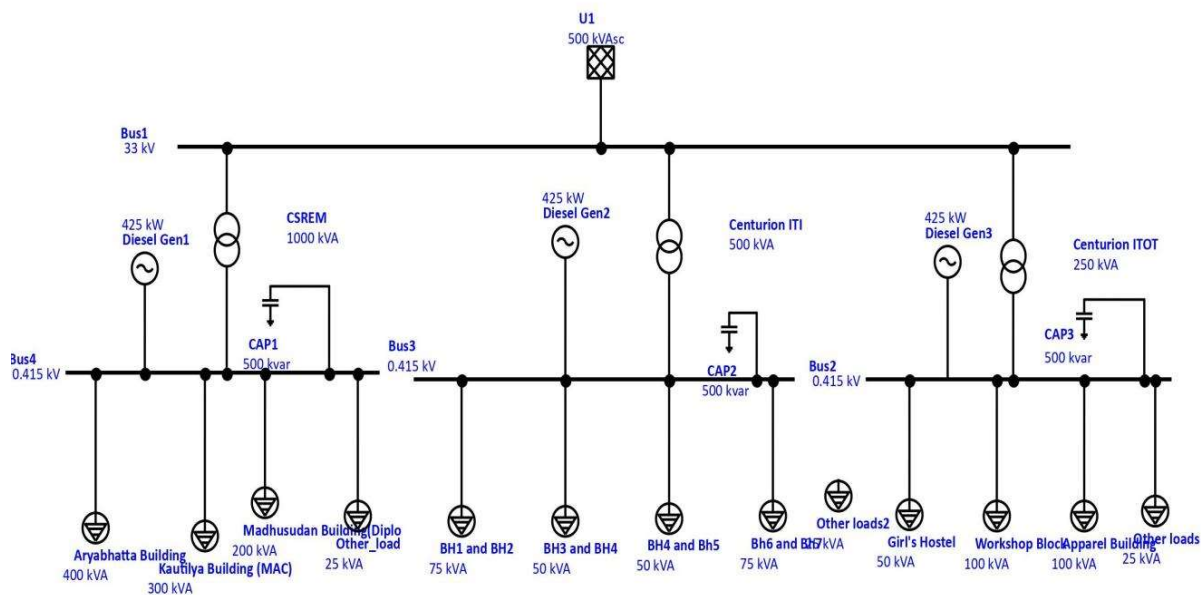 U1
500 kVAsc
Bus1
33 kV
425 kW
Diesel Gen1
CSREM
1000 kVA
425 kW
Diesel Gen2
Centurion ITI
500 kVA
425 kW
Diesel Gen3
Centurion ITOT
250 kVA
Bus4
0.415 kV
CAP1
500 kvar
Bus3
0.415 kV
CAP2
500 kvar
Bus2
0.415 kV
CAP3
500 kvar
Aryabhatta Building
400 kVA
Kautilya Building (MAC)
300 kVA
Madhusudan Building(Diplo
200 kVA
Other_load
25 kVA
BH1 and BH2
75 kVA
BH3 and BH4
50 kVA
BH4 and Bh5
50 kVA
Bh6 and
75 kVA
Other loads2
Girl's Hostel
50 kVA
Workshop Block
100 kVA
Apparel Building
100 kVA
Other loads
25 kVA